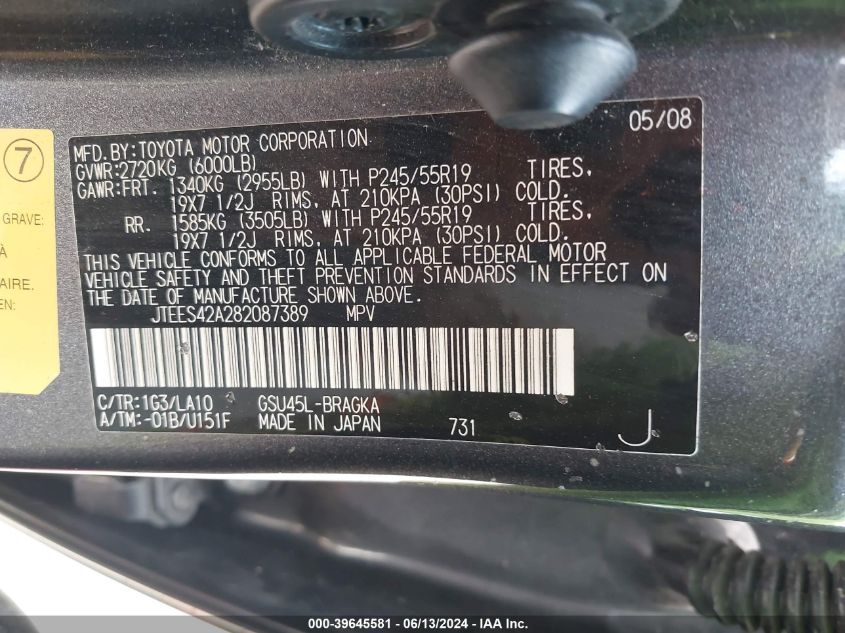 05/08
MFD.BY:TOYOTA MOTOR CORPORATION
GVWR:2720KG (6000LB)
GAWR:FRT. 1340KG (2955LB) WITH P245/55R19 TIRES,
19X7 1/2J RIMS, AT 210KPA (30PSI) COLD.
RR. 1585KG (3505LB) WITH P245/55R19 TIRES,
19X7 1/2J RIMS, AT 210KPA (30PSI) COLD.
THIS VEHICLE CONFORMS TO ALL APPLICABLE FEDERAL MOTOR
VEHICLE SAFETY AND THEFT PREVENTION STANDARDS IN EFFECT ON
THE DATE OF MANUFACTURE SHOWN ABOVE.
JTEES42A282087389 MPV
C/TR:1G3/LA10 GSU45L-BRAGKA
A/TM:-01B/U151F MADE IN JAPAN 731 J
7
GRAVE:
À
AIRE.
EN:
000-39645581 / 06/13/2024 - IAA Inc.